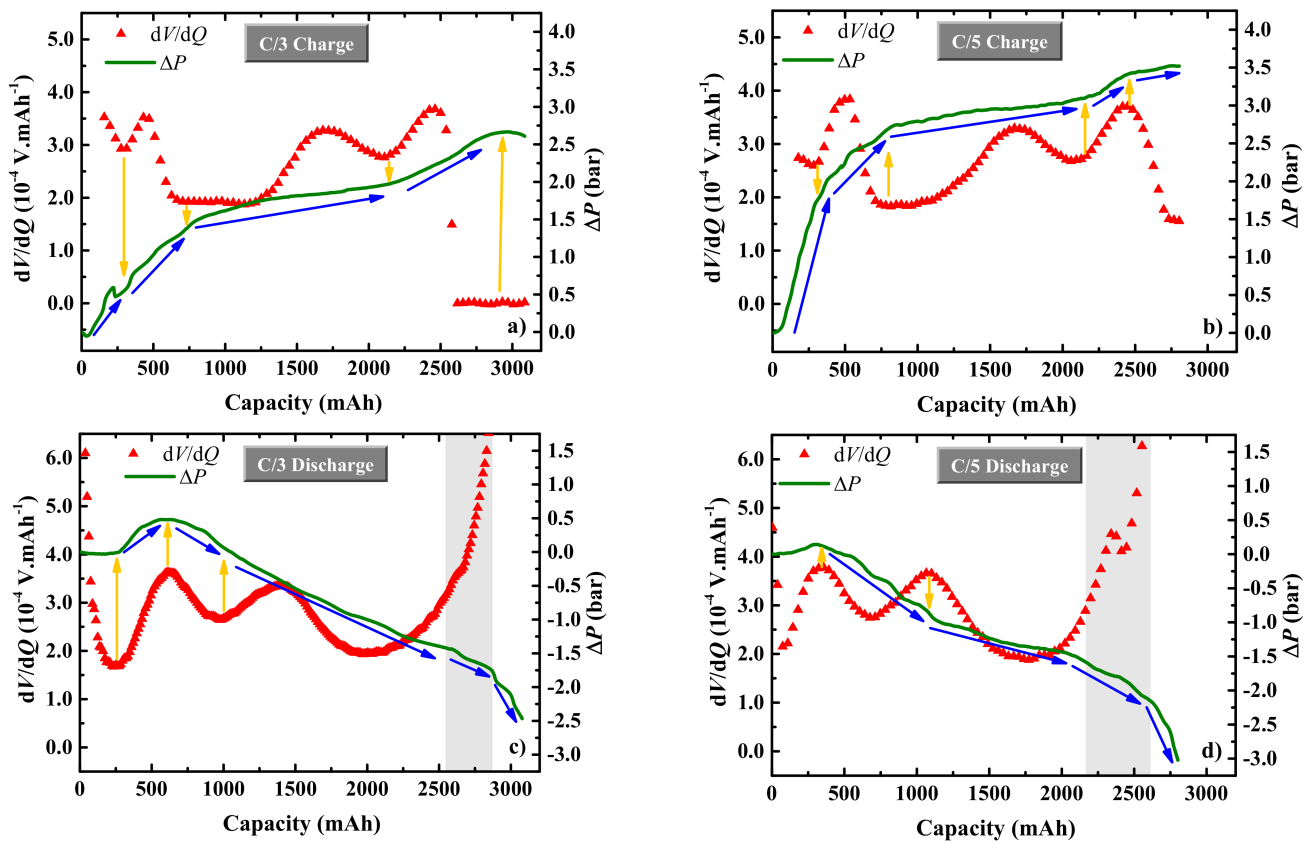 dV/dQ
ΔP
C/3 Charge
5.0
4.0
3.0
2.0
1.0
0.0
dV/dQ (10⁻⁴ V.mAh⁻¹)
4.0
3.5
3.0
2.5
2.0
1.5
1.0
0.5
0.0
ΔP (bar)
a)
0 500 1000 1500 2000 2500 3000
Capacity (mAh)
dV/dQ
ΔP
C/5 Charge
5.0
4.0
3.0
2.0
1.0
0.0
dV/dQ (10⁻⁴ V.mAh⁻¹)
4.0
3.5
3.0
2.5
2.0
1.5
1.0
0.5
0.0
ΔP (bar)
b)
0 500 1000 1500 2000 2500 3000
Capacity (mAh)
dV/dQ
ΔP
C/3 Discharge
6.0
5.0
4.0
3.0
2.0
1.0
0.0
dV/dQ (10⁻⁴ V.mAh⁻¹)
1.5
1.0
0.5
0.0
-0.5
-1.0
-1.5
-2.0
-2.5
-3.0
ΔP (bar)
c)
0 500 1000 1500 2000 2500 3000
Capacity (mAh)
dV/dQ
ΔP
C/5 Discharge
6.0
5.0
4.0
3.0
2.0
1.0
0.0
dV/dQ (10⁻⁴ V.mAh⁻¹)
1.5
1.0
0.5
0.0
-0.5
-1.0
-1.5
-2.0
-2.5
-3.0
ΔP (bar)
d)
0 500 1000 1500 2000 2500 3000
Capacity (mAh)